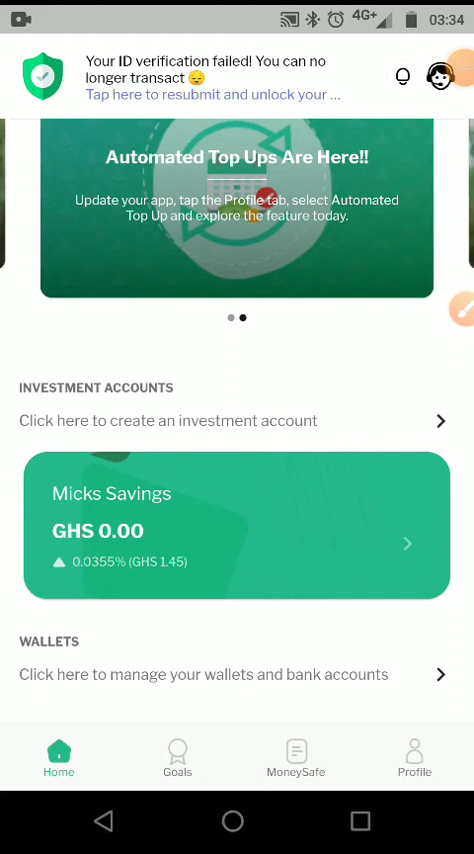 4G+ 03:34
Your ID verification failed! You can no
longer transact 😔
Tap here to resubmit and unlock your ...
Automated Top Ups Are Here!!
Update your app, tap the Profile tab, select Automated
Top Up and explore the feature today.
INVESTMENT ACCOUNTS
Click here to create an investment account
Micks Savings
GHS 0.00
0.0355% (GHS 1.45)
WALLETS
Click here to manage your wallets and bank accounts
Home Goals MoneySafe Profile